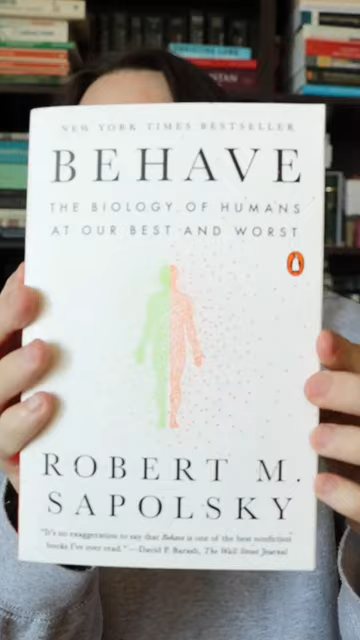 CHRISTINE LANG
NEW YORK TIMES BESTSELLER
BEHAVE
THE BIOLOGY OF HUMANS
AT OUR BEST AND WORST
ROBERT M.
SAPOLSKY
"It's no exaggeration to say that Behave is one of the best nonfiction
books I've ever read." —David P. Barash, The Wall Street Journal